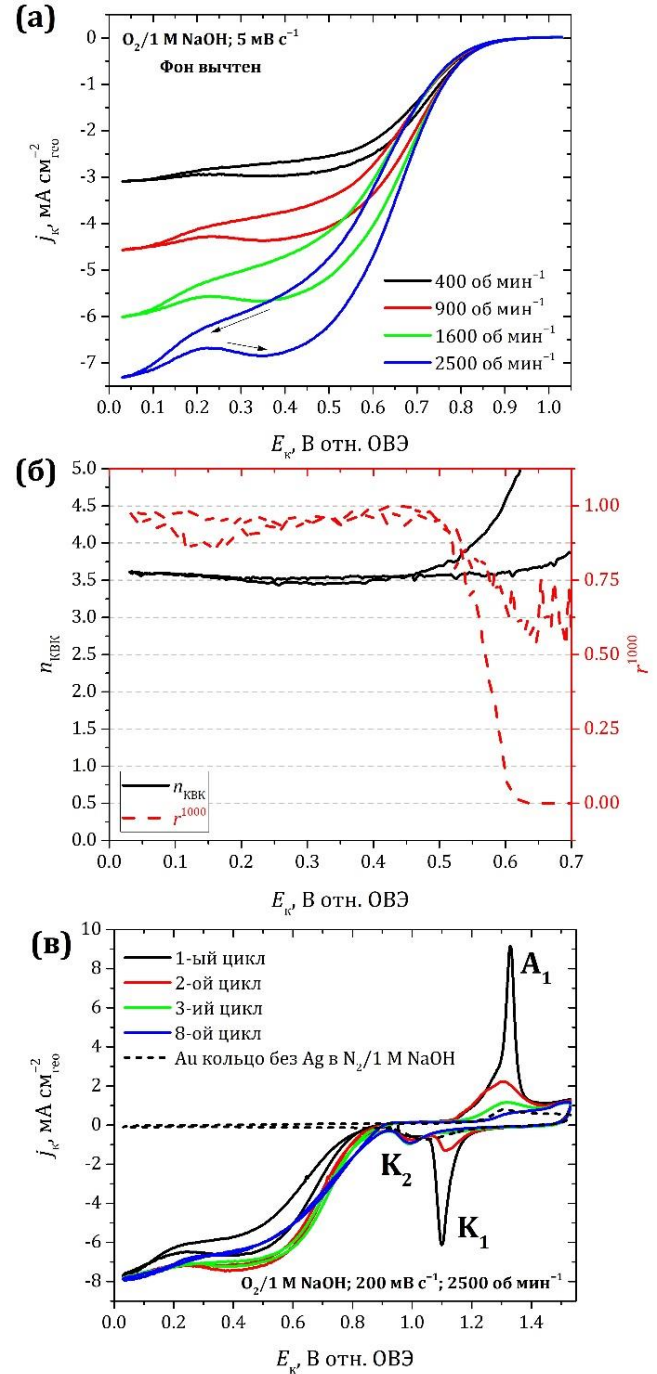 (а)
O₂/1 М NaOH; 5 мВ с⁻¹
Фон вычтен
0
-1
-2
-3
-4
-5
-6
-7
jк, мА см⁻²гео
400 об мин⁻¹
900 об мин⁻¹
1600 об мин⁻¹
2500 об мин⁻¹
0.0 0.1 0.2 0.3 0.4 0.5 0.6 0.7 0.8 0.9 1.0
Eк, В отн. ОВЭ
(б)
5.0
4.5
4.0
3.5
3.0
2.5
2.0
1.5
1.0
0.5
0.0
nКВК
1.00
0.75
0.50
0.25
0.00
r¹⁰⁰⁰
nКВК
r¹⁰⁰⁰
0.0 0.1 0.2 0.3 0.4 0.5 0.6 0.7
Eк, В отн. ОВЭ
(в)
10
8
6
4
2
0
-2
-4
-6
-8
jк, мА см⁻²гео
1-ый цикл
2-ой цикл
3-ий цикл
8-ой цикл
Au кольцо без Ag в N₂/1 М NaOH
A₁
K₂
K₁
O₂/1 М NaOH; 200 мВ с⁻¹; 2500 об мин⁻¹
0.0 0.2 0.4 0.6 0.8 1.0 1.2 1.4
Eк, В отн. ОВЭ